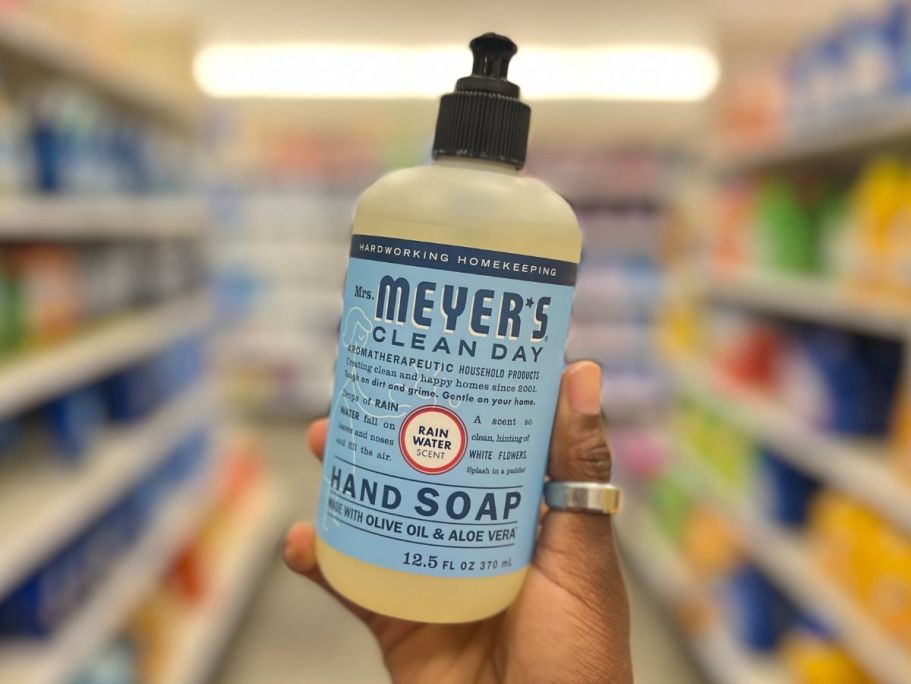 HARDWORKING HOMEKEEPING
Mrs. MEYER'S
CLEAN DAY
AROMATHERAPEUTIC HOUSEHOLD PRODUCTS
Creating clean and happy homes since 2001.
Tough on dirt and grime. Gentle on your home.
Drops of RAIN
WATER fall on
leaves and noses
and fill the air.
RAIN
WATER
SCENT
A scent so
clean, hinting of
WHITE FLOWERS.
Splash in a puddle!
HAND SOAP
MADE WITH OLIVE OIL & ALOE VERA
12.5 FL OZ 370 mL